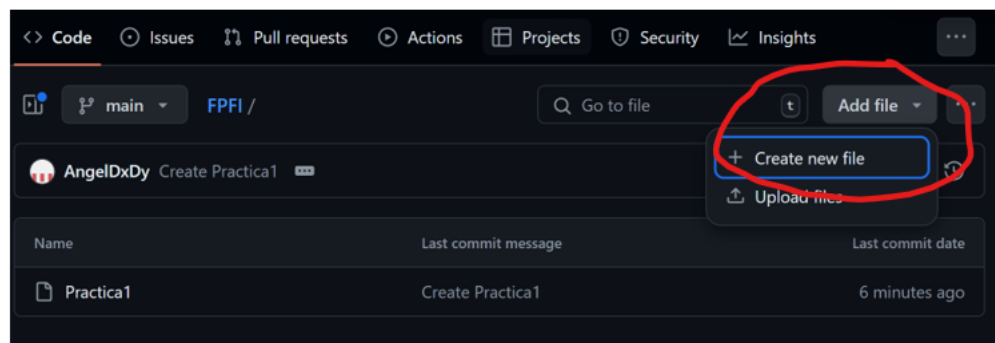 <> Code Issues Pull requests Actions Projects Security Insights ...
main FPFI / Go to file t Add file ...
AngelDxDy Create Practica1 ...
+ Create new file
Upload files
Name Last commit message Last commit date
Practica1 Create Practica1 6 minutes ago